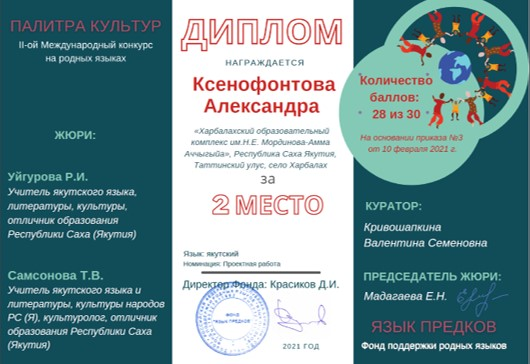 ПАЛИТРА КУЛЬТУР
II-ой Международный конкурс
на родных языках
ЖЮРИ:
Уйгурова Р.И.
Учитель якутского языка,
литературы, культуры,
отличник образования
Республики Саха (Якутия)
Самсонова Т.В.
Учитель якутского языка и
литературы, культуры народов
РС (Я), культуролог, отличник
образования Республики Саха
(Якутия)
ДИПЛОМ
НАГРАЖДАЕТСЯ
Ксенофонтова
Александра
«Харбалахский образовательный
комплекс им.Н.Е. Мординова-Амма
Аччыгыйа», Республика Саха Якутия,
Таттинский улус, село Харбалах
за
2 МЕСТО
Язык: якутский
Номинация: Проектная работа
Директор Фонда: Красиков Д.И.
ФОНД
"ЯЗЫК ПРЕДКОВ"
2021 ГОД
Количество
баллов:
28 из 30
На основании приказа №3
от 10 февраля 2021 г.
КУРАТОР:
Кривошапкина
Валентина Семеновна
ПРЕДСЕДАТЕЛЬ ЖЮРИ:
Мадагаева Е.Н.
ЯЗЫК ПРЕДКОВ
Фонд поддержки родных языков